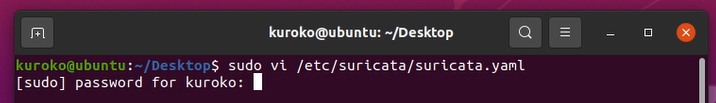 kuroko@ubuntu: ~/Desktop
kuroko@ubuntu:~/Desktop$ sudo vi /etc/suricata/suricata.yaml
[sudo] password for kuroko: